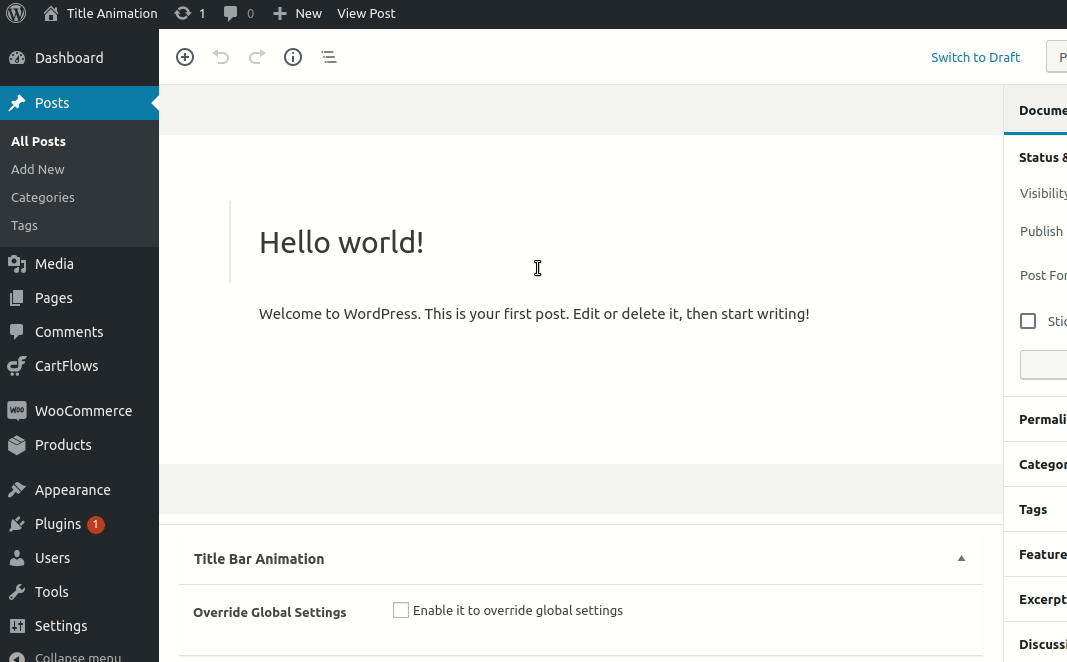 Title Animation 1 0 New View Post
Dashboard
Posts
All Posts
Add New
Categories
Tags
Media
Pages
Comments
CartFlows
WooCommerce
Products
Appearance
Plugins 1
Users
Tools
Settings
Collapse menu
Switch to Draft P
Hello world!
Welcome to WordPress. This is your first post. Edit or delete it, then start writing!
Title Bar Animation
Override Global Settings Enable it to override global settings
Docume
Status &
Visibility
Publish
Post For
Stic
Permali
Categor
Tags
Feature
Excerpt
Discussi